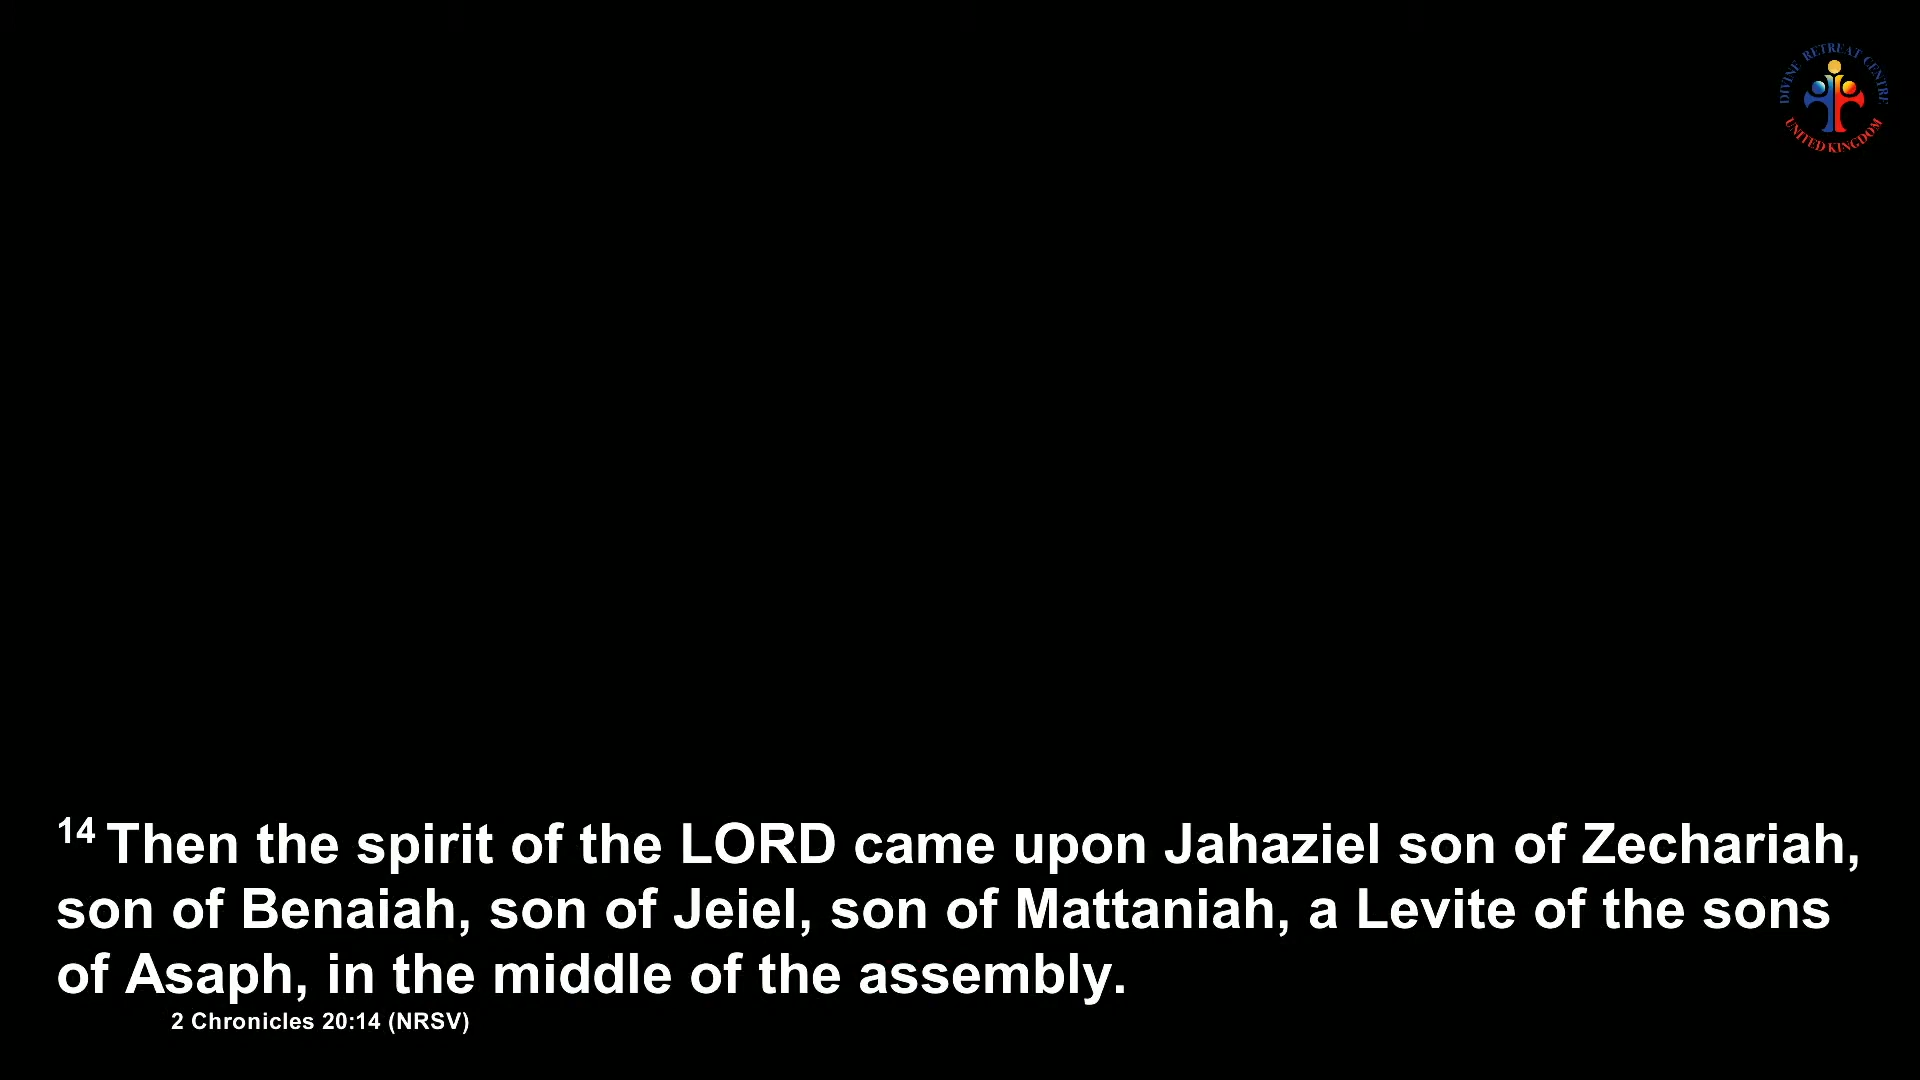 DIVINE RETREAT CENTRE
UNITED KINGDOM
14 Then the spirit of the LORD came upon Jahaziel son of Zechariah,
son of Benaiah, son of Jeiel, son of Mattaniah, a Levite of the sons
of Asaph, in the middle of the assembly.
2 Chronicles 20:14 (NRSV)